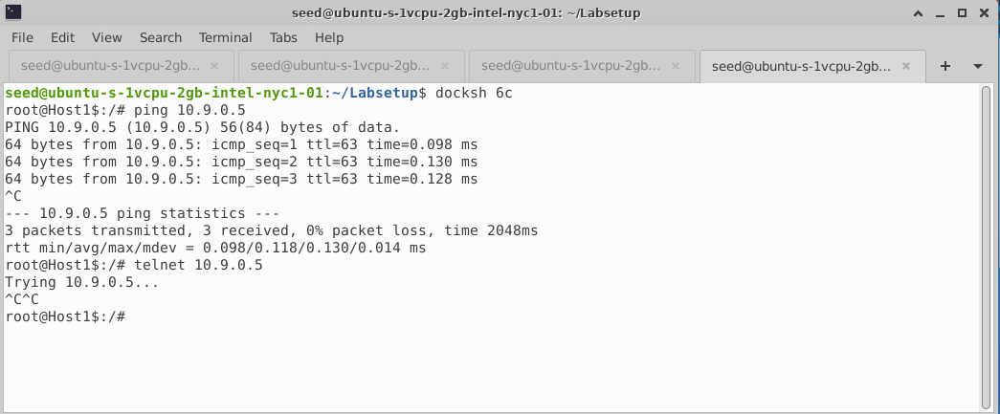 seed@ubuntu-s-1vcpu-2gb-intel-nyc1-01: ~/Labsetup
File Edit View Search Terminal Tabs Help
seed@ubuntu-s-1vcpu-2gb... × seed@ubuntu-s-1vcpu-2gb... × seed@ubuntu-s-1vcpu-2gb... × seed@ubuntu-s-1vcpu-2gb... ×
seed@ubuntu-s-1vcpu-2gb-intel-nyc1-01:~/Labsetup$ docksh 6c
root@Host1$:/# ping 10.9.0.5
PING 10.9.0.5 (10.9.0.5) 56(84) bytes of data.
64 bytes from 10.9.0.5: icmp_seq=1 ttl=63 time=0.098 ms
64 bytes from 10.9.0.5: icmp_seq=2 ttl=63 time=0.130 ms
64 bytes from 10.9.0.5: icmp_seq=3 ttl=63 time=0.128 ms
^C
--- 10.9.0.5 ping statistics ---
3 packets transmitted, 3 received, 0% packet loss, time 2048ms
rtt min/avg/max/mdev = 0.098/0.118/0.130/0.014 ms
root@Host1$:/# telnet 10.9.0.5
Trying 10.9.0.5...
^C^C
root@Host1$:/#